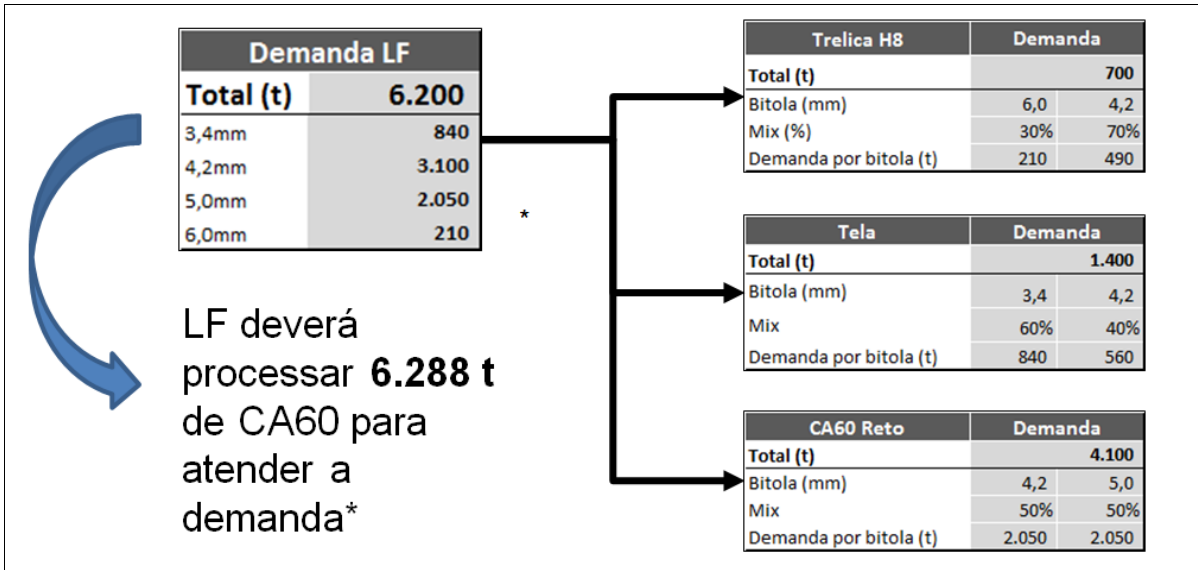 Demanda LF
Total (t) 6.200
3,4mm 840
4,2mm 3.100
5,0mm 2.050
6,0mm 210
*
LF deverá
processar 6.288 t
de CA60 para
atender a
demanda*
Trelica H8 Demanda
Total (t) 700
Bitola (mm) 6,0 4,2
Mix (%) 30% 70%
Demanda por bitola (t) 210 490
Tela Demanda
Total (t) 1.400
Bitola (mm) 3,4 4,2
Mix 60% 40%
Demanda por bitola (t) 840 560
CA60 Reto Demanda
Total (t) 4.100
Bitola (mm) 4,2 5,0
Mix 50% 50%
Demanda por bitola (t) 2.050 2.050